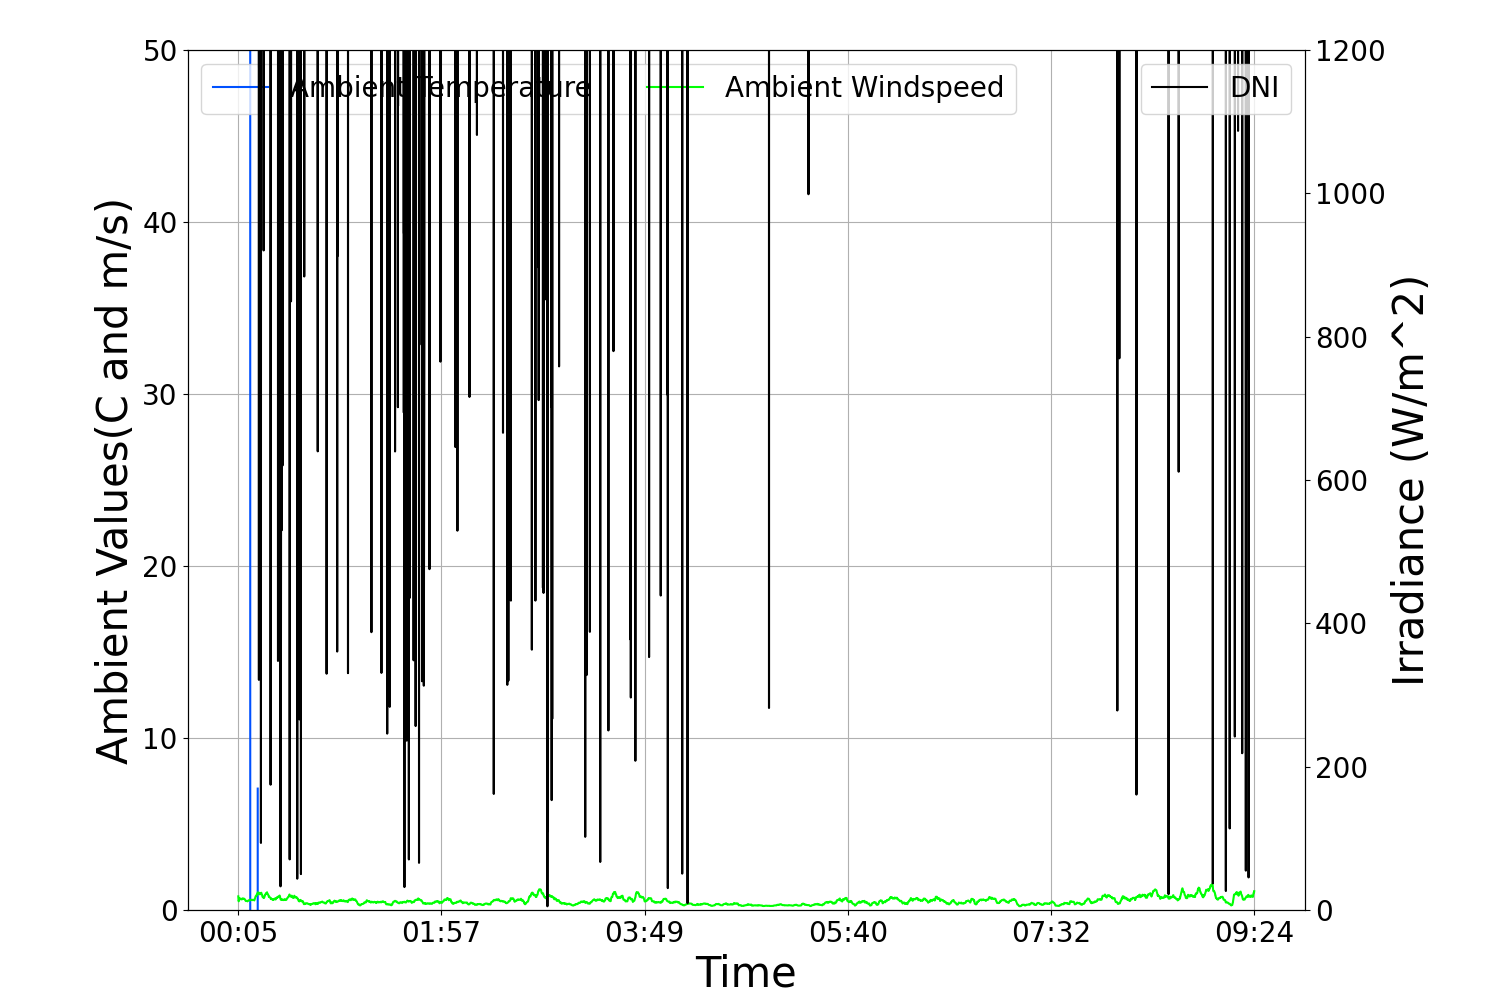 Ambient Temperature
Ambient Windspeed
DNI
50
40
30
20
10
0
Ambient Values(C and m/s)
1200
1000
800
600
400
200
0
Irradiance (W/m^2)
00:05 01:57 03:49 05:40 07:32 09:24
Time